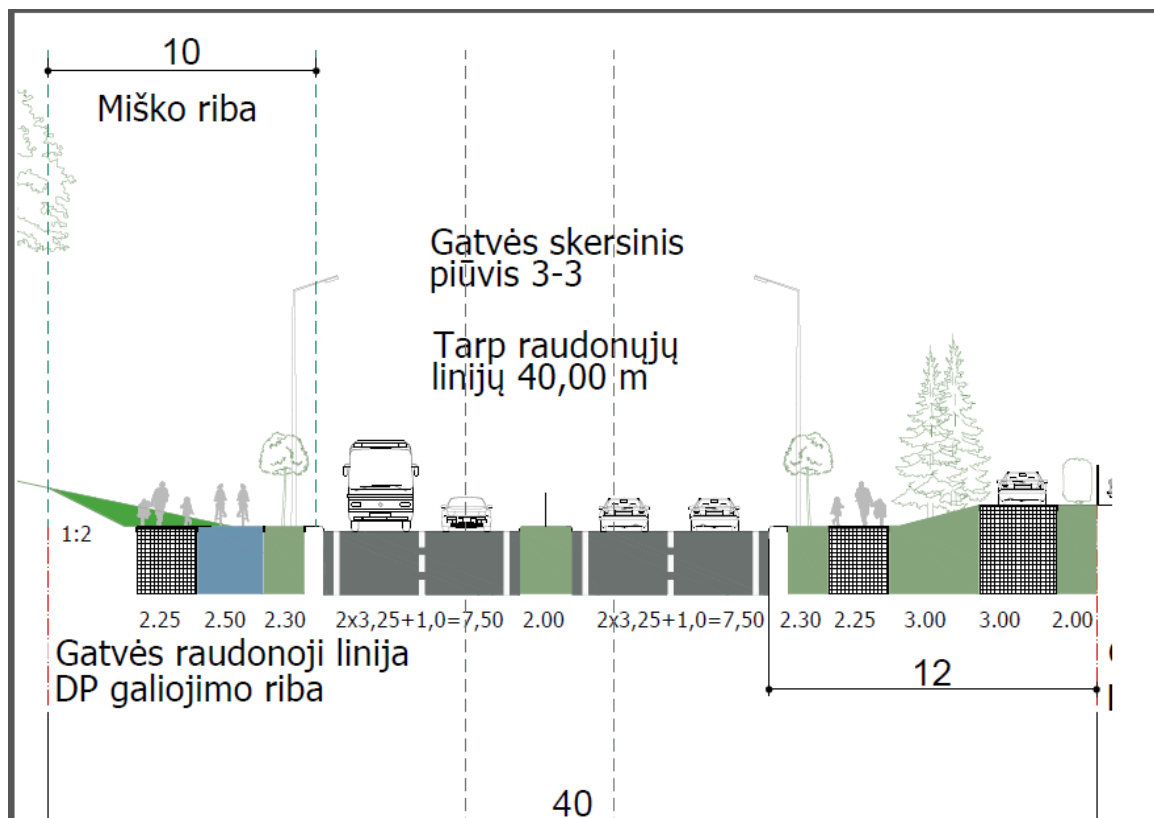 10
Miško riba
Gatvės skersinis
piūvis 3-3
Tarp raudonųjų
linijų 40,00 m
1:2
2.25 2.50 2.30 2x3,25+1,0=7,50 2.00 2x3,25+1,0=7,50 2.30 2.25 3.00 3.00 2.00
Gatvės raudonoji linija
DP galiojimo riba
12
40